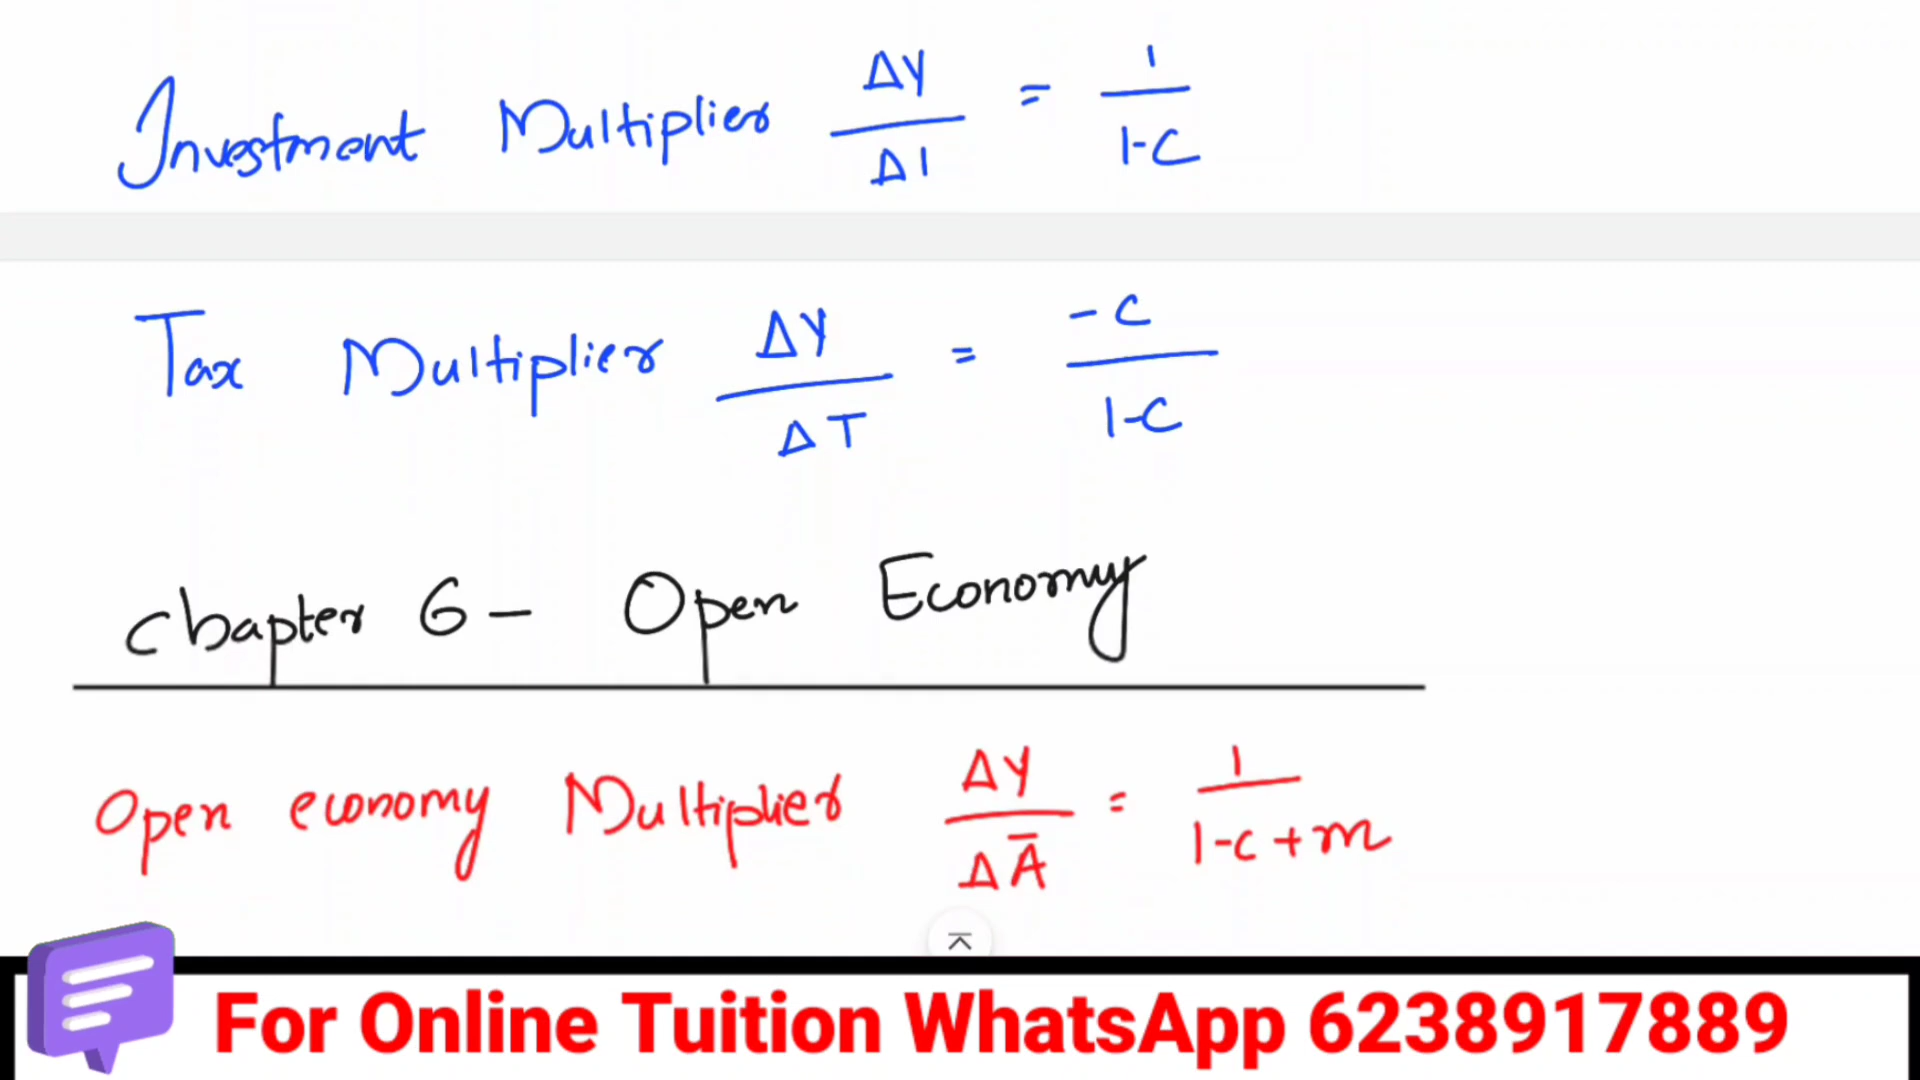 Investment Multiplier ΔY/ΔI = 1/1-C
Tax Multiplier ΔY/ΔT = -C/1-C
Chapter 6 - Open Economy
Open economy Multiplier ΔY/ΔĀ = 1/1-c+m
For Online Tuition WhatsApp 6238917889